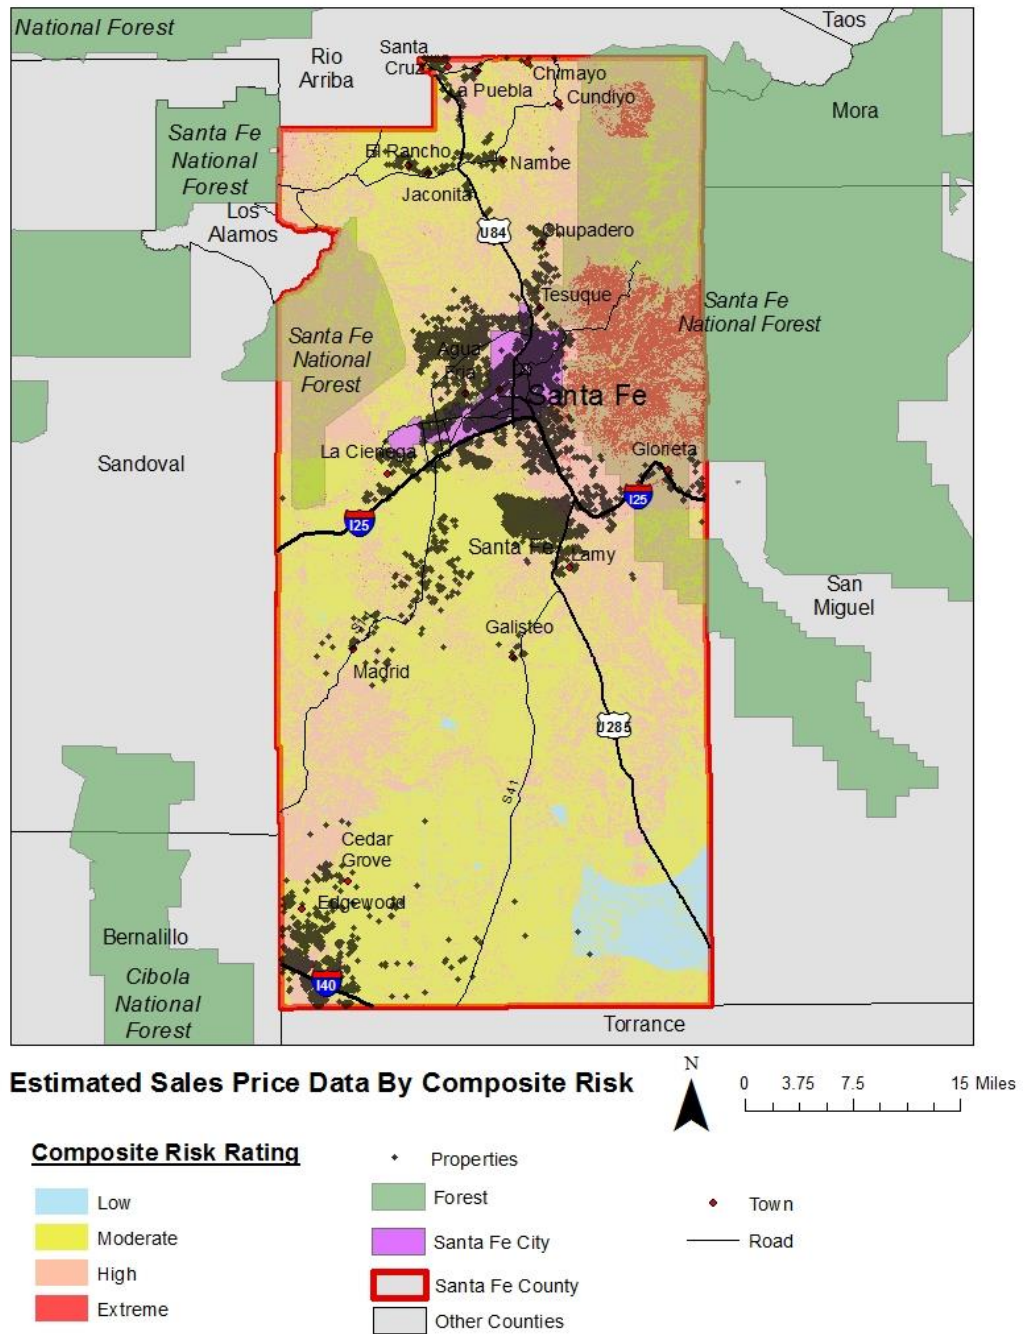 National Forest
Taos
Rio
Arriba
Santa
Cruz
Chimayo
La Puebla
Cundiyo
Mora
Santa Fe
National
Forest
El Rancho
Nambe
Jaconita
Los
Alamos
U84
Chupadero
Tesuque
Santa Fe
National Forest
Santa Fe
National
Forest
Agua
Fria
Santa Fe
La Cienega
Glorieta
Sandoval
I25
I25
Santa Fe
Lamy
San
Miguel
Galisteo
Madrid
U285
S41
Cedar
Grove
Edgewood
Bernalillo
Cibola
National
Forest
I40
Torrance
Estimated Sales Price Data By Composite Risk
N
0 3.75 7.5 15 Miles
Composite Risk Rating
Low
Moderate
High
Extreme
Properties
Forest
Santa Fe City
Santa Fe County
Other Counties
Town
Road